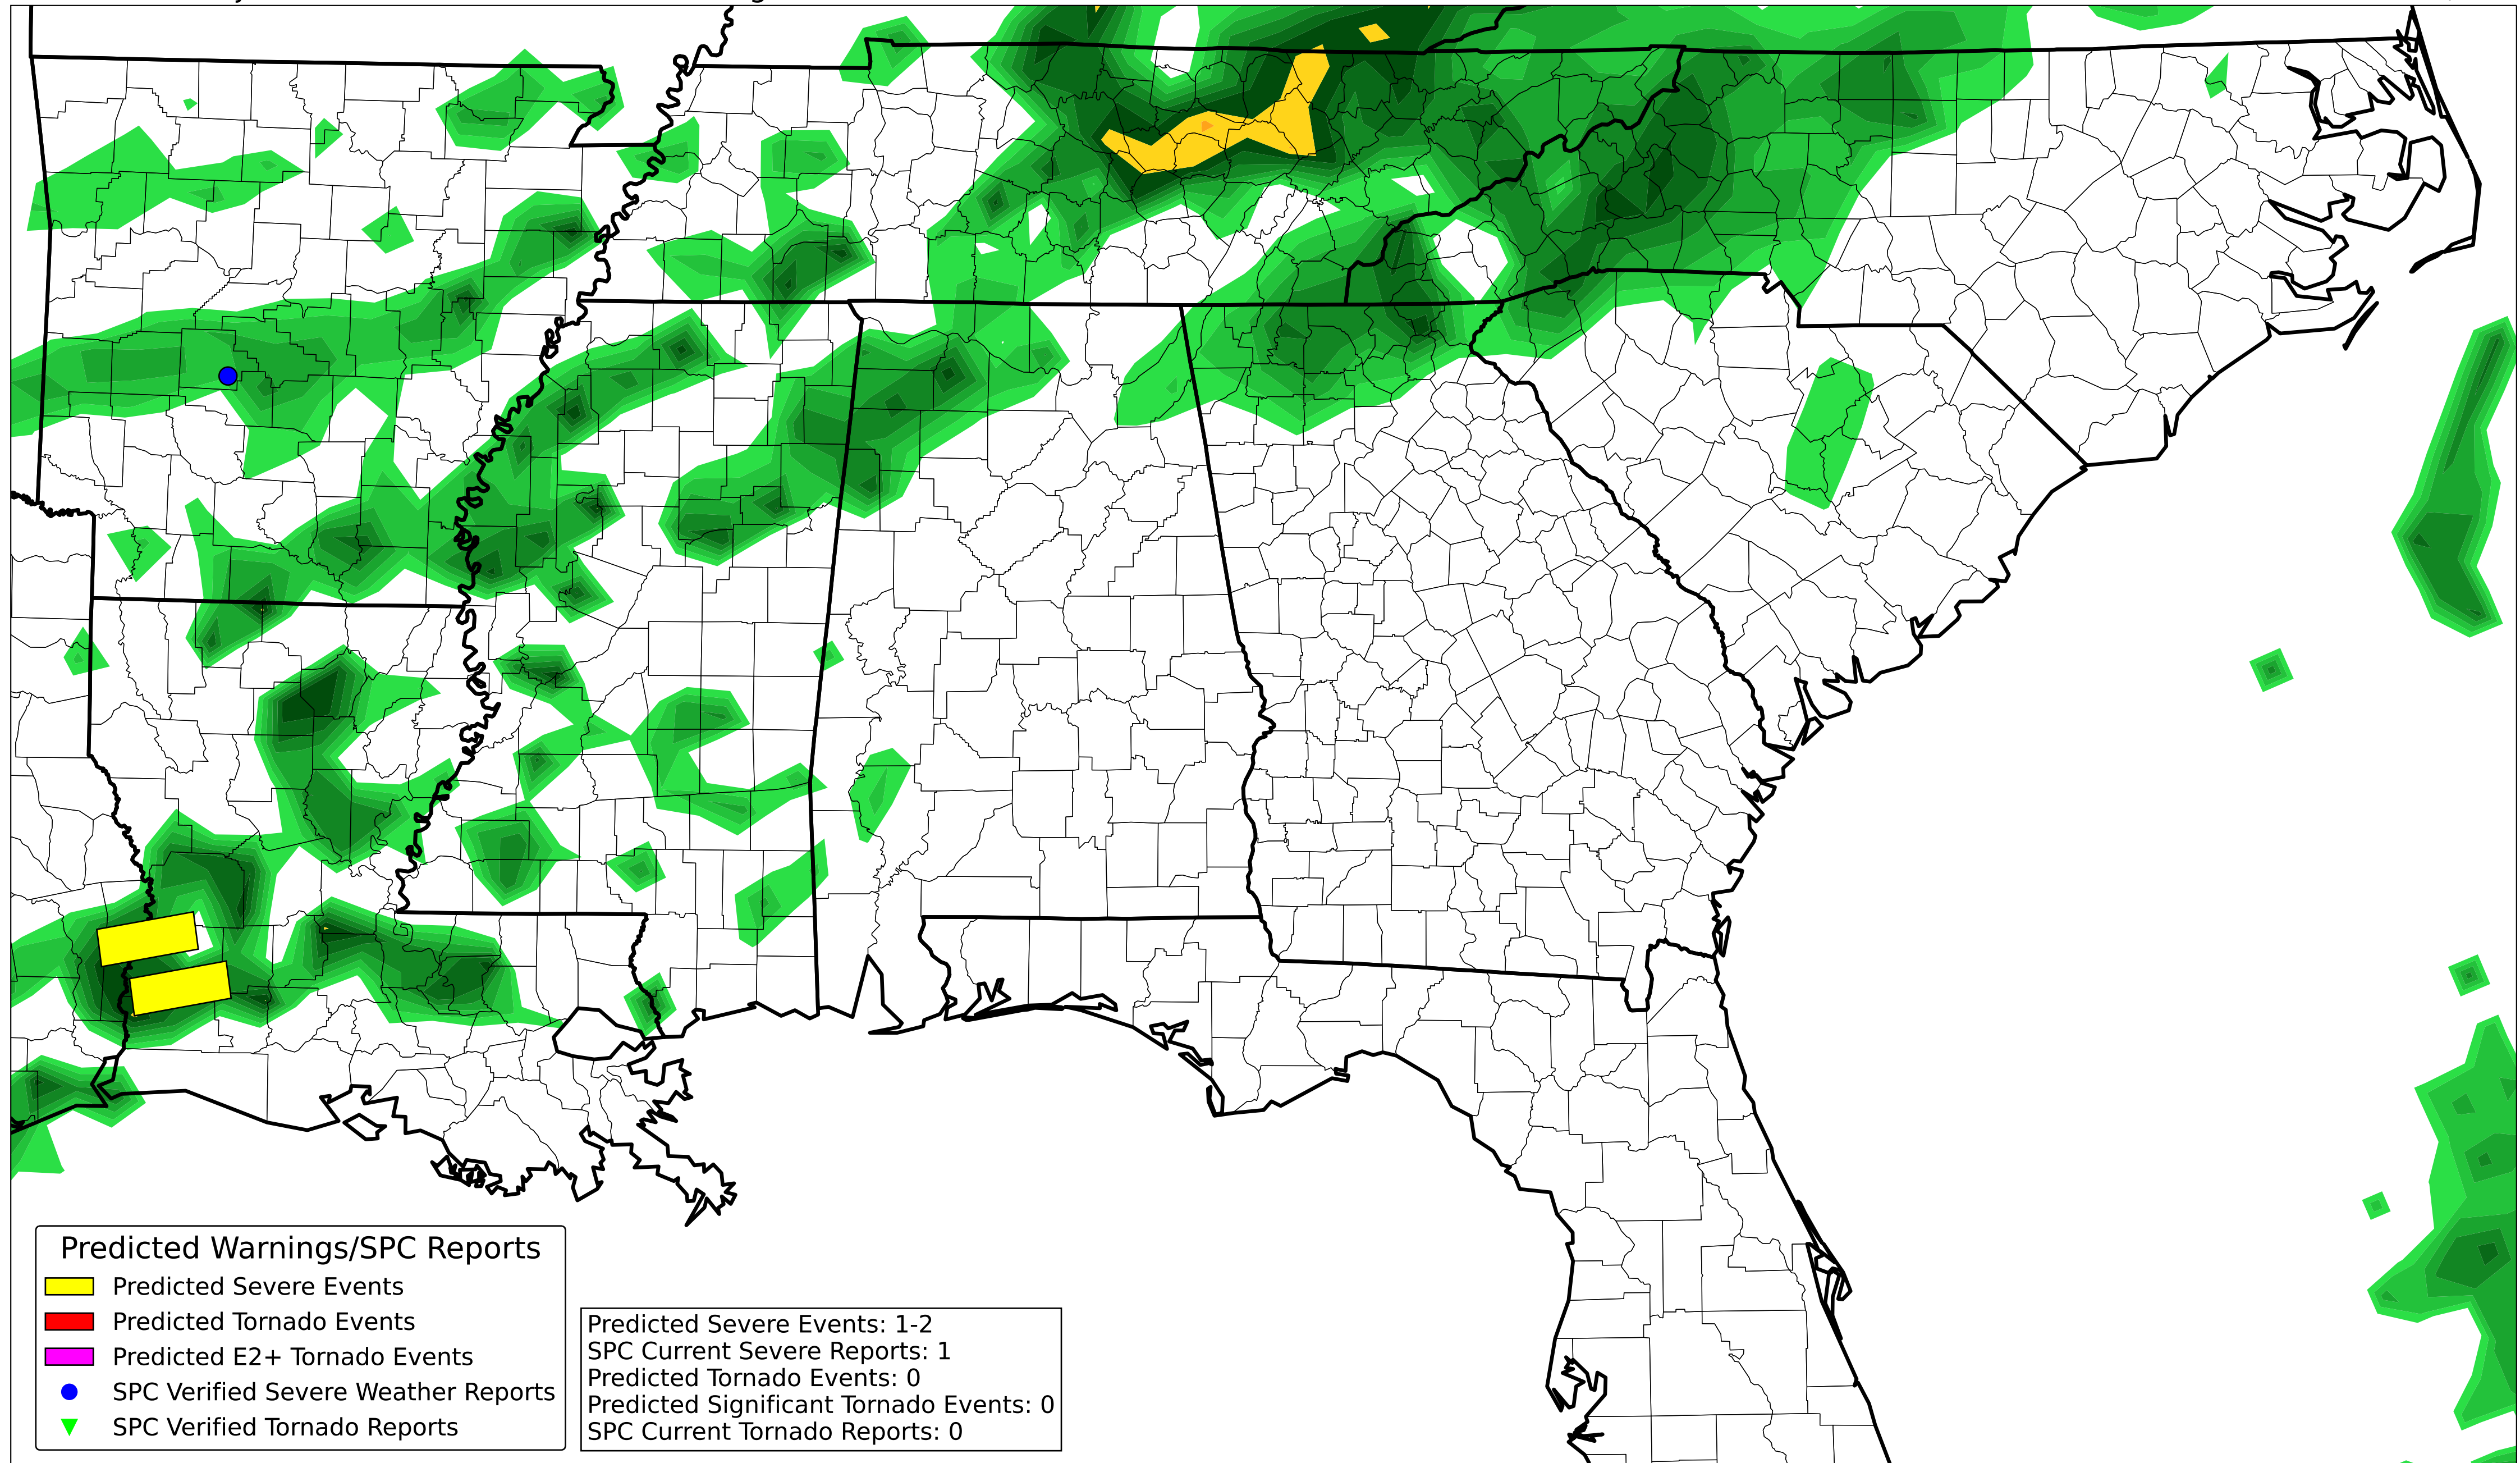 Predicted Warnings/SPC Reports
Predicted Severe Events
Predicted Tornado Events
Predicted E2+ Tornado Events
SPC Verified Severe Weather Reports
SPC Verified Tornado Reports
Predicted Severe Events: 1-2
SPC Current Severe Reports: 1
Predicted Tornado Events: 0
Predicted Significant Tornado Events: 0
SPC Current Tornado Reports: 0